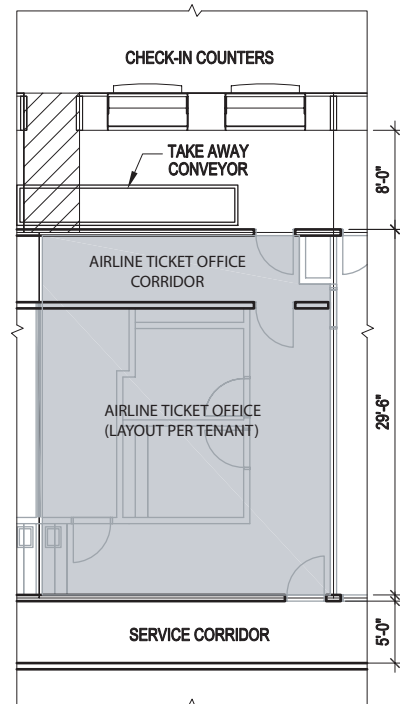 CHECK-IN COUNTERS
TAKE AWAY
CONVEYOR
8'-0"
AIRLINE TICKET OFFICE
CORRIDOR
AIRLINE TICKET OFFICE
(LAYOUT PER TENANT)
29'-6"
SERVICE CORRIDOR
5'-0"